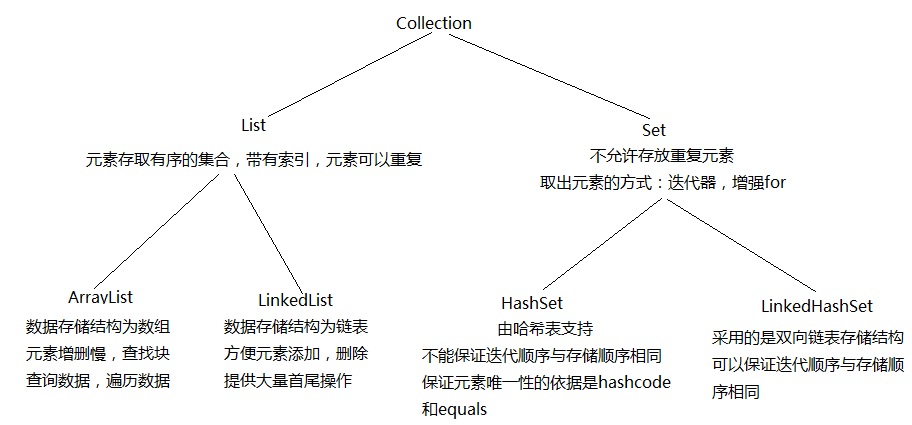 Collection
List
元素存取有序的集合，带有索引，元素可以重复
Set
不允许存放重复元素
取出元素的方式：迭代器，增强for
ArrayList
数据存储结构为数组
元素增删慢，查找块
查询数据，遍历数据
LinkedList
数据存储结构为链表
方便元素添加，删除
提供大量首尾操作
HashSet
由哈希表支持
不能保证迭代顺序与存储顺序相同
保证元素唯一性的依据是hashcode
和equals
LinkedHashSet
采用的是双向链表存储结构
可以保证迭代顺序与存储顺
序相同